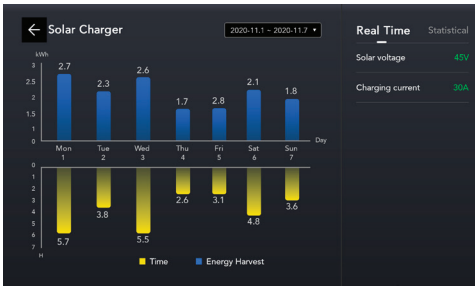 Solar Charger
2020-11.1 ~ 2020-11.7
Real Time Statistical
Solar voltage 45V
Charging current 30A
kWh
3
2.5
2
1.5
1
0
2.7 2.3 2.6 1.7 2.8 2.1 1.8
Mon Tue Wed Thu Fri Sat Sun Day
1 2 3 4 5 6 7
0
1
2
3
4
5
6
7
H
5.7 3.8 5.5 2.6 3.1 4.8 3.6
Time Energy Harvest